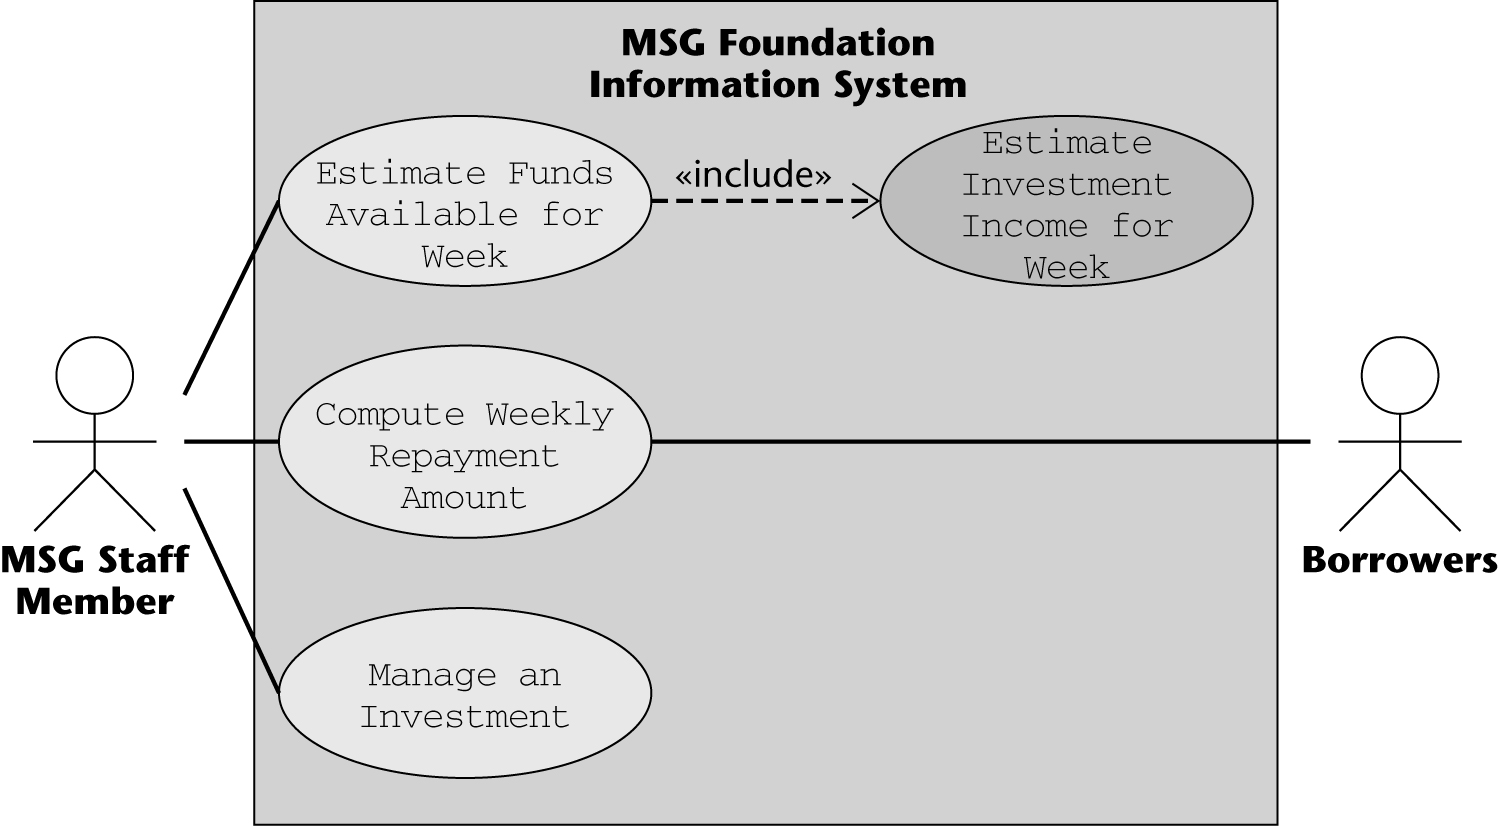 MSG Foundation
Information System
Estimate Funds
Available for
Week
«include»
Estimate
Investment
Income for
Week
Compute Weekly
Repayment
Amount
MSG Staff
Member
Borrowers
Manage an
Investment